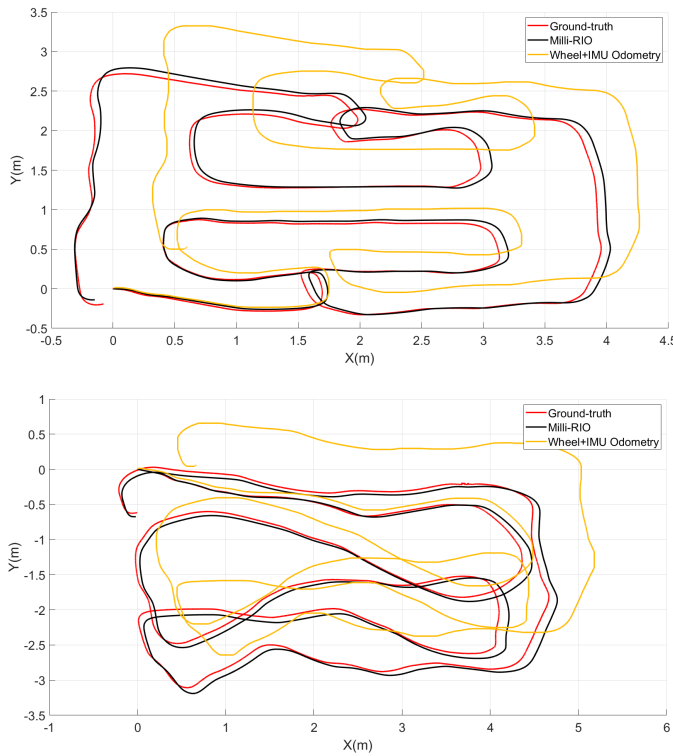 3.5
3
2.5
2
1.5
1
0.5
0
-0.5
Y(m)
-0.5 0 0.5 1 1.5 2 2.5 3 3.5 4 4.5
X(m)
Ground-truth
Milli-RIO
Wheel+IMU Odometry
1
0.5
0
-0.5
-1
-1.5
-2
-2.5
-3
-3.5
Y(m)
-1 0 1 2 3 4 5 6
X(m)
Ground-truth
Milli-RIO
Wheel+IMU Odometry